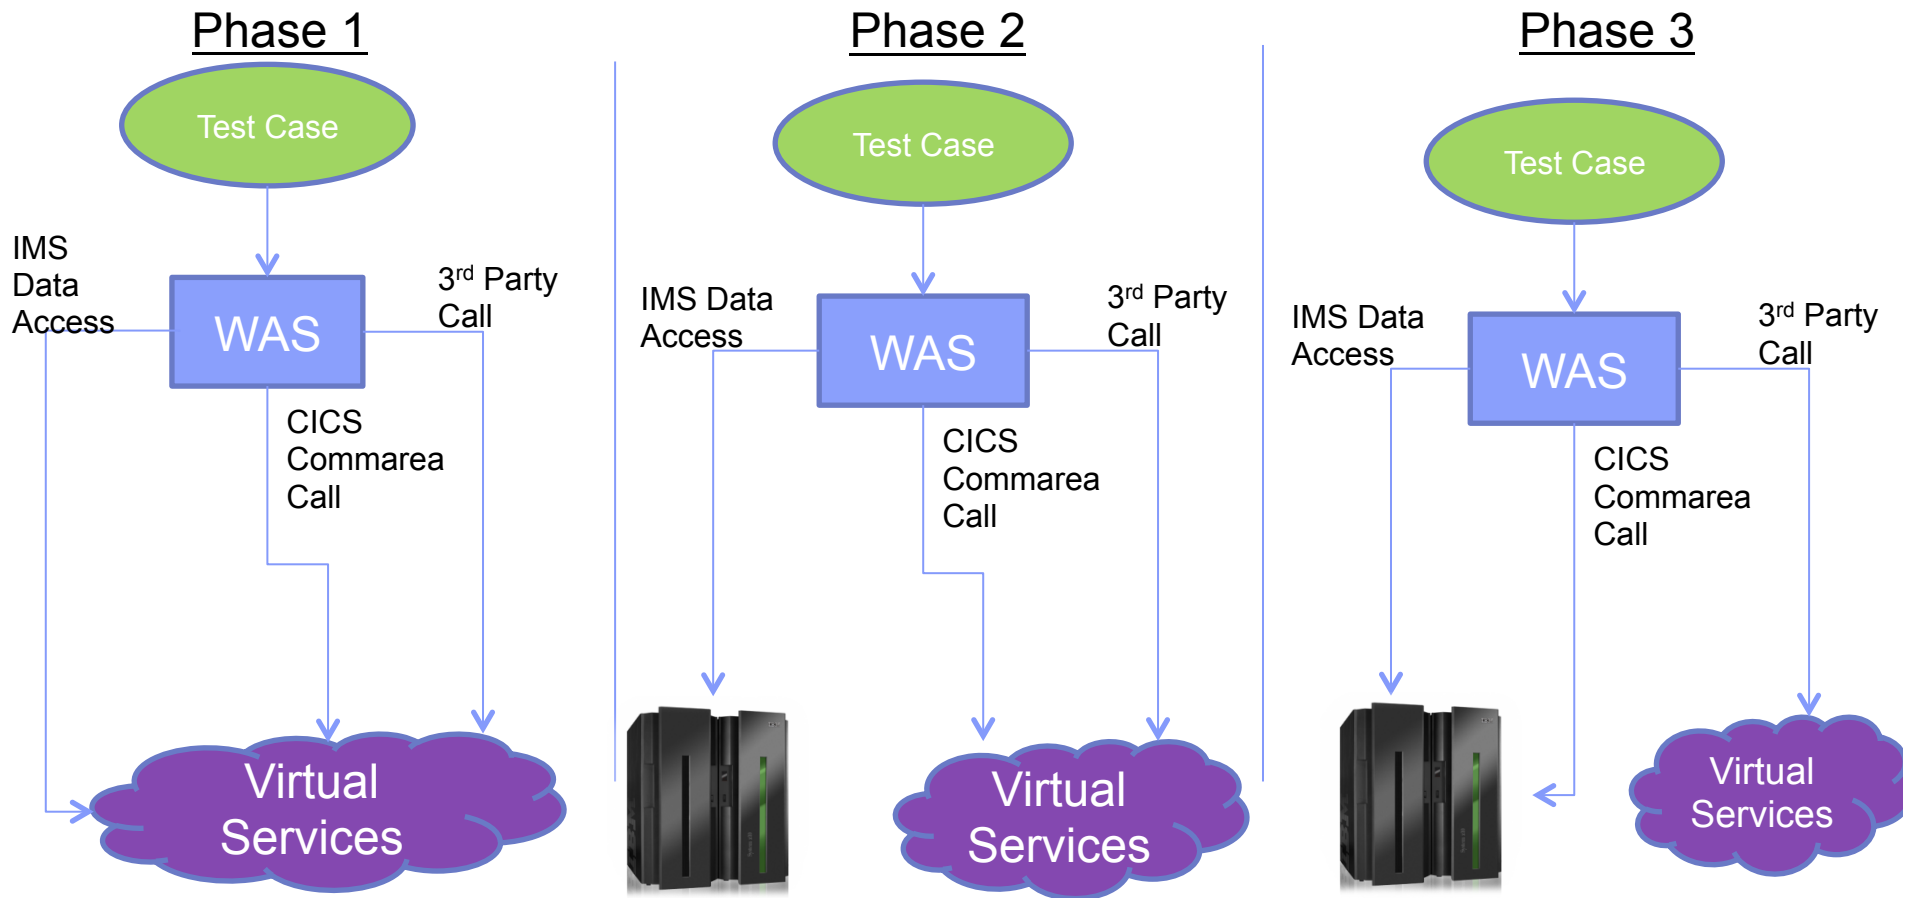 Phase 1
Test Case
IMS
Data
Access
3rd Party
Call
WAS
CICS
Commarea
Call
Virtual
Services
Phase 2
Test Case
IMS Data
Access
3rd Party
Call
WAS
CICS
Commarea
Call
Virtual
Services
Phase 3
Test Case
IMS Data
Access
3rd Party
Call
WAS
CICS
Commarea
Call
Virtual
Services